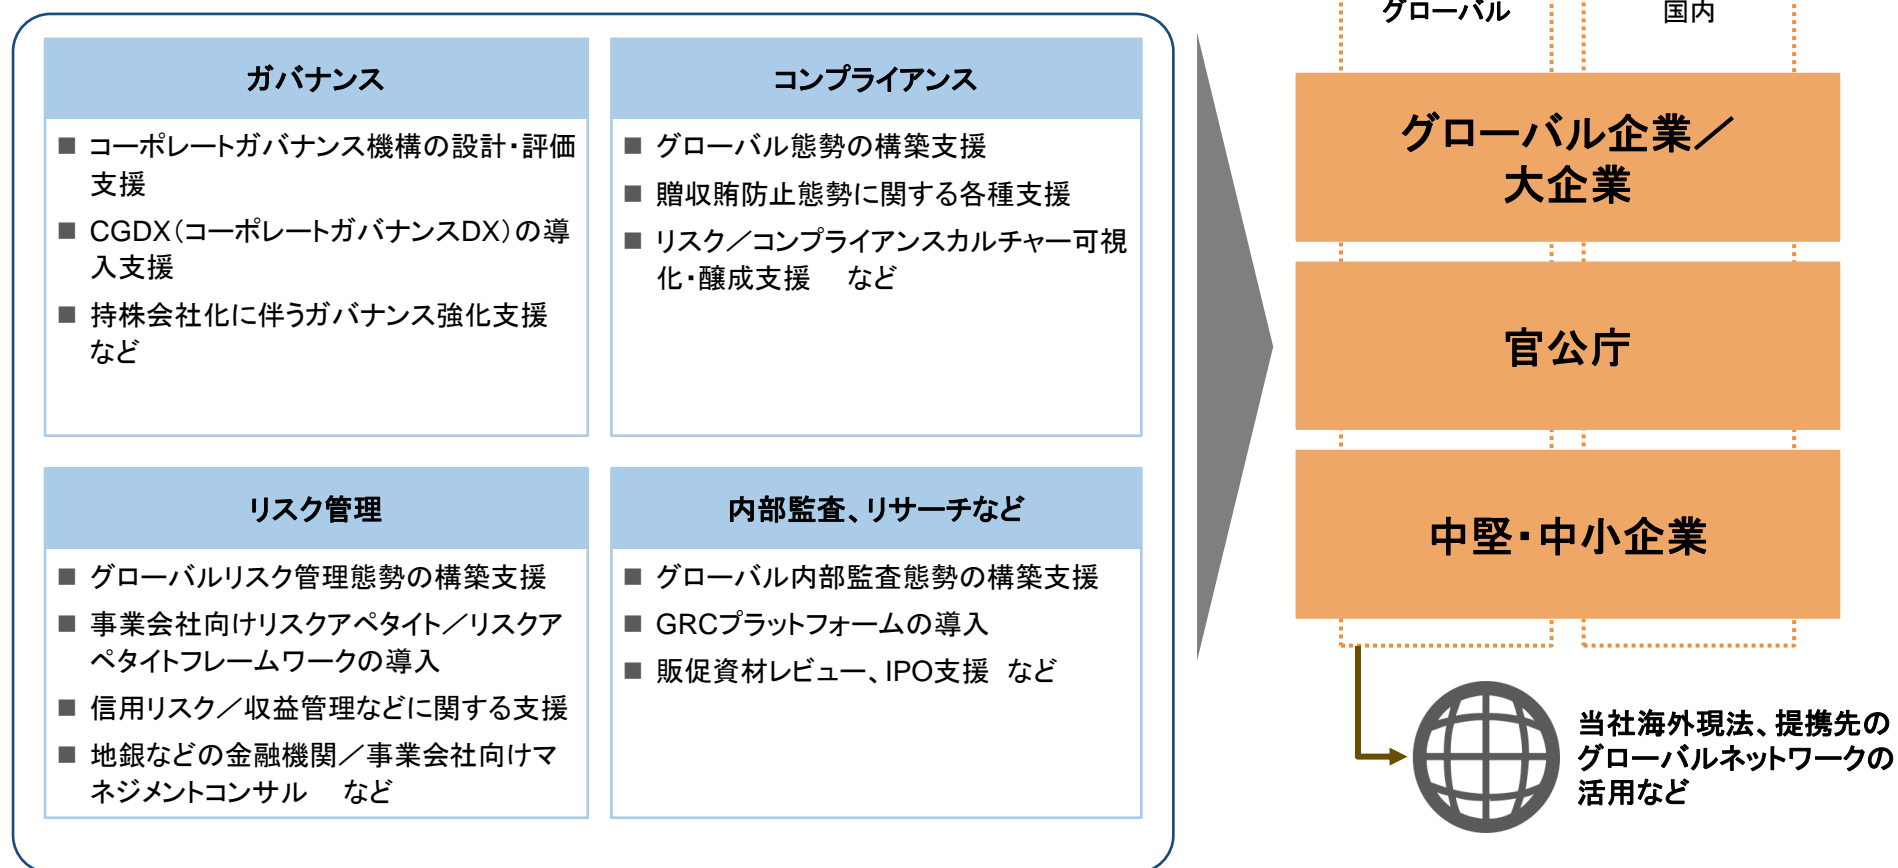 ガバナンス
■ コーポレートガバナンス機構の設計・評価
支援
■ CGDX（コーポレートガバナンスDX）の導
入支援
■ 持株会社化に伴うガバナンス強化支援
など
コンプライアンス
■ グローバル態勢の構築支援
■ 贈収賄防止態勢に関する各種支援
■ リスク／コンプライアンスカルチャー可視
化・醸成支援　など
リスク管理
■ グローバルリスク管理態勢の構築支援
■ 事業会社向けリスクアペタイト／リスクア
ペタイトフレームワークの導入
■ 信用リスク／収益管理などに関する支援
■ 地銀などの金融機関／事業会社向けマ
ネジメントコンサル　など
内部監査、リサーチなど
■ グローバル内部監査態勢の構築支援
■ GRCプラットフォームの導入
■ 販促資材レビュー、IPO支援 など
グローバル
国内
グローバル企業／
大企業
官公庁
中堅・中小企業
当社海外現法、提携先の
グローバルネットワークの
活用など